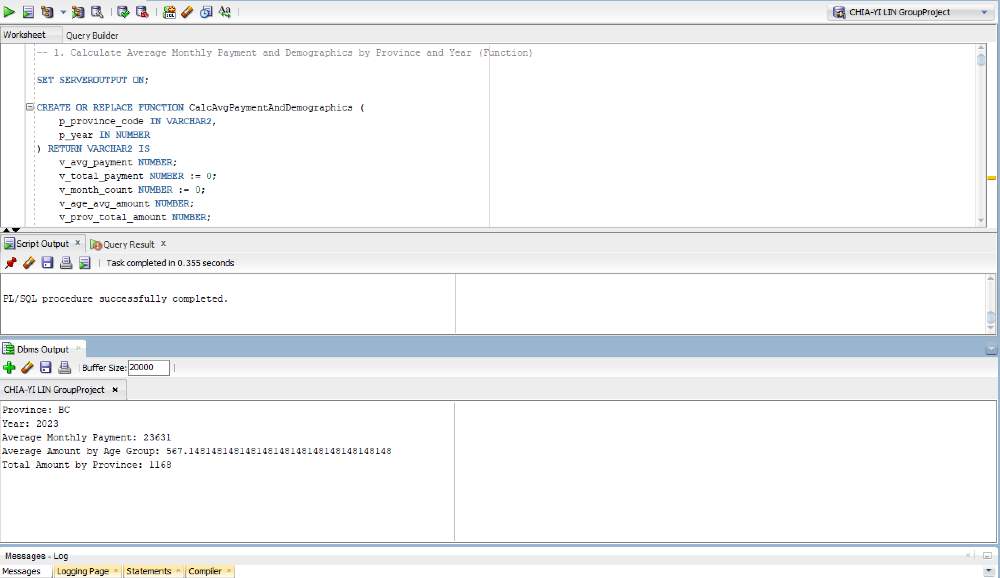 CHIA-YI LIN GroupProject
Worksheet Query Builder
-- 1. Calculate Average Monthly Payment and Demographics by Province and Year (Function)
SET SERVEROUTPUT ON;
CREATE OR REPLACE FUNCTION CalcAvgPaymentAndDemographics (
p_province_code IN VARCHAR2,
p_year IN NUMBER
) RETURN VARCHAR2 IS
v_avg_payment NUMBER;
v_total_payment NUMBER := 0;
v_month_count NUMBER := 0;
v_age_avg_amount NUMBER;
v_prov_total_amount NUMBER;
Script Output x Query Result x
Task completed in 0.355 seconds
PL/SQL procedure successfully completed.
Dbms Output
Buffer Size: 20000
CHIA-YI LIN GroupProject
Province: BC
Year: 2023
Average Monthly Payment: 23631
Average Amount by Age Group: 567.148148148148148148148148148148148148
Total Amount by Province: 1168
Messages - Log
Messages Logging Page Statements Compiler